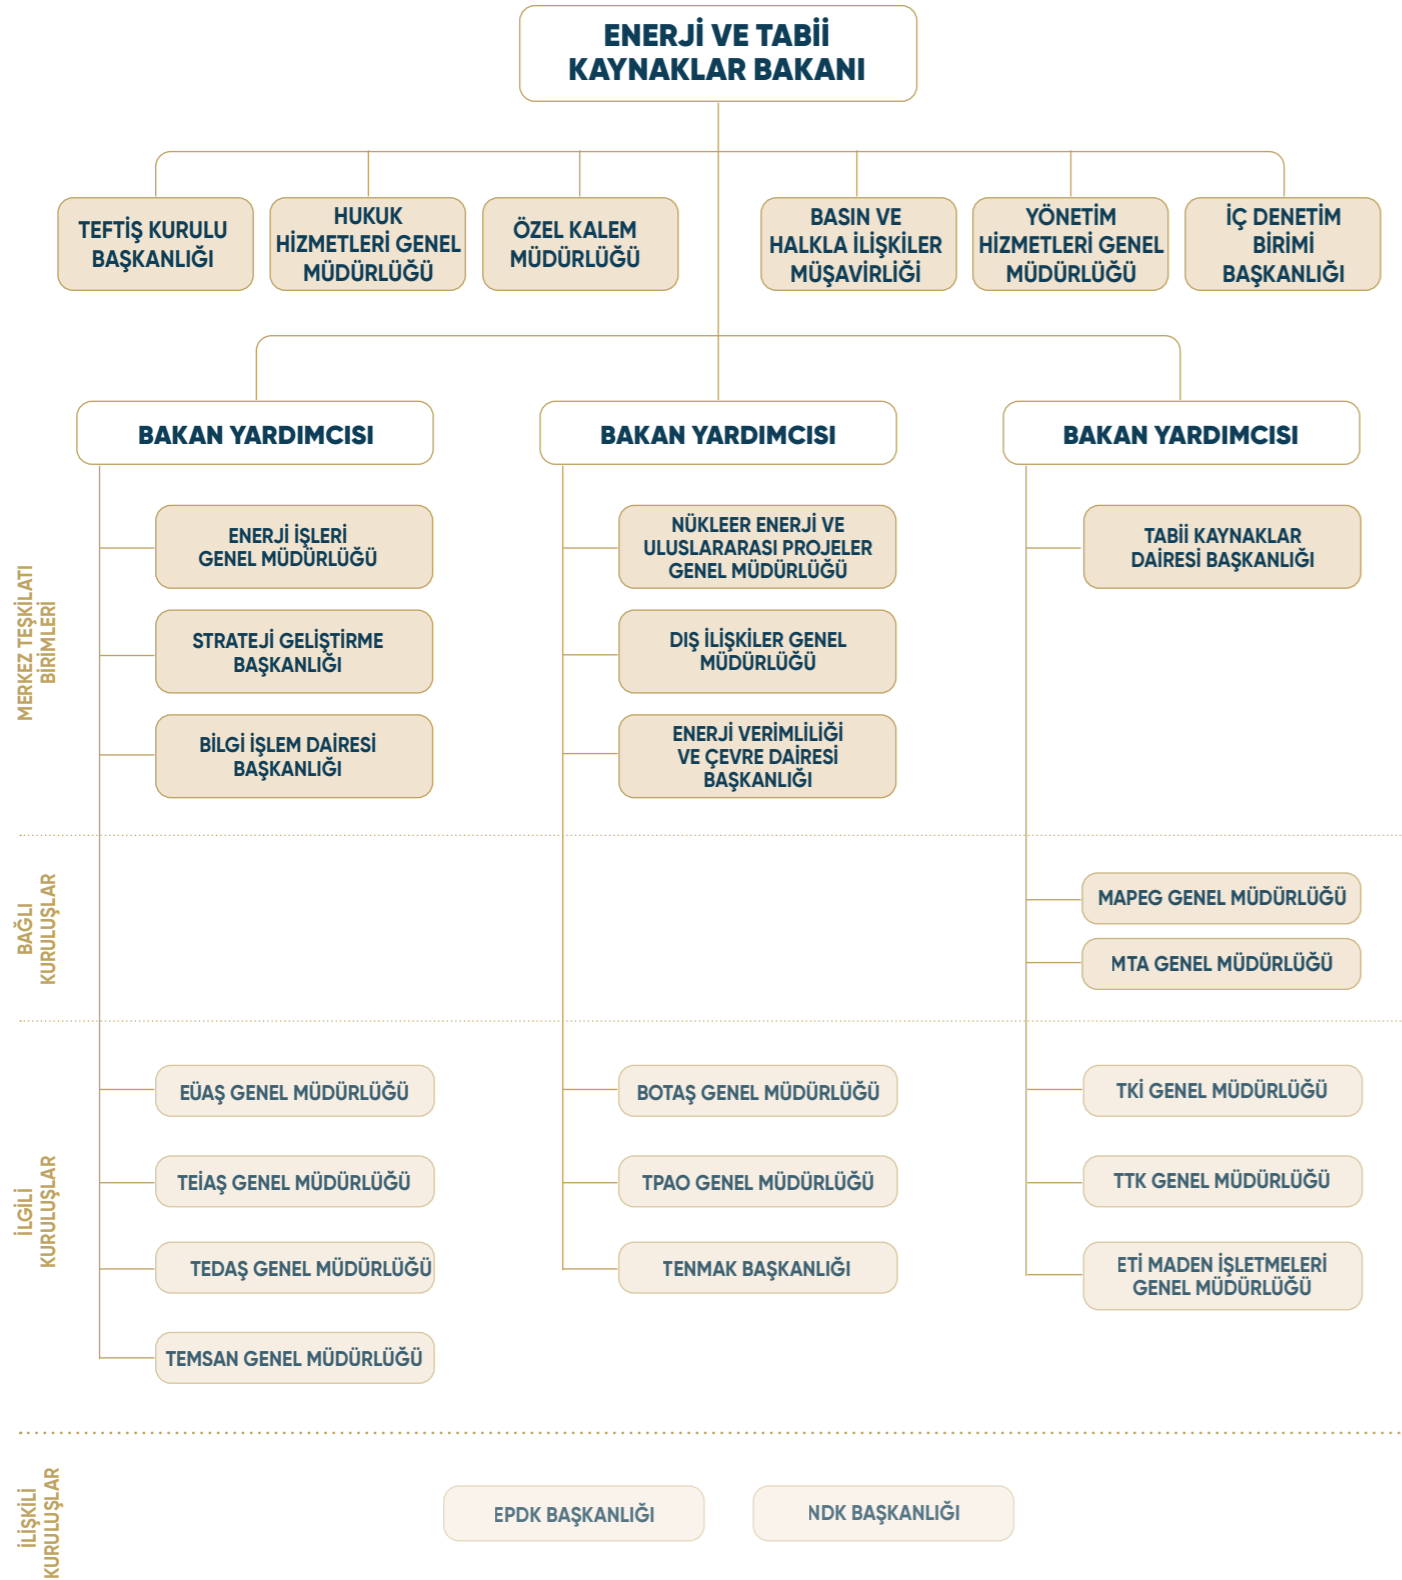 ENERJİ VE TABİİ
KAYNAKLAR BAKANI
TEFTİŞ KURULU
BAŞKANLIĞI
HUKUK
HİZMETLERİ GENEL
MÜDÜRLÜĞÜ
ÖZEL KALEM
MÜDÜRLÜĞÜ
BASIN VE
HALKLA İLİŞKİLER
MÜŞAVİRLİĞİ
YÖNETİM
HİZMETLERİ GENEL
MÜDÜRLÜĞÜ
İÇ DENETİM
BİRİMİ
BAŞKANLIĞI
BAKAN YARDIMCISI
BAKAN YARDIMCISI
BAKAN YARDIMCISI
MERKEZ TEŞKİLATI
BİRİMLERİ
ENERJİ İŞLERİ
GENEL MÜDÜRLÜĞÜ
STRATEJİ GELİŞTİRME
BAŞKANLIĞI
BİLGİ İŞLEM DAİRESİ
BAŞKANLIĞI
NÜKLEER ENERJİ VE
ULUSLARARASI PROJELER
GENEL MÜDÜRLÜĞÜ
DIŞ İLİŞKİLER GENEL
MÜDÜRLÜĞÜ
ENERJİ VERİMLİLİĞİ
VE ÇEVRE DAİRESİ
BAŞKANLIĞI
TABİİ KAYNAKLAR
DAİRESİ BAŞKANLIĞI
BAĞLI
KURULUŞLAR
MAPEG GENEL MÜDÜRLÜĞÜ
MTA GENEL MÜDÜRLÜĞÜ
İLGİLİ
KURULUŞLAR
EÜAŞ GENEL MÜDÜRLÜĞÜ
TEİAŞ GENEL MÜDÜRLÜĞÜ
TEDAŞ GENEL MÜDÜRLÜĞÜ
TEMSAN GENEL MÜDÜRLÜĞÜ
BOTAŞ GENEL MÜDÜRLÜĞÜ
TPAO GENEL MÜDÜRLÜĞÜ
TENMAK BAŞKANLIĞI
TKİ GENEL MÜDÜRLÜĞÜ
TTK GENEL MÜDÜRLÜĞÜ
ETİ MADEN İŞLETMELERİ
GENEL MÜDÜRLÜĞÜ
İLİŞKİLİ
KURULUŞLAR
EPDK BAŞKANLIĞI
NDK BAŞKANLIĞI